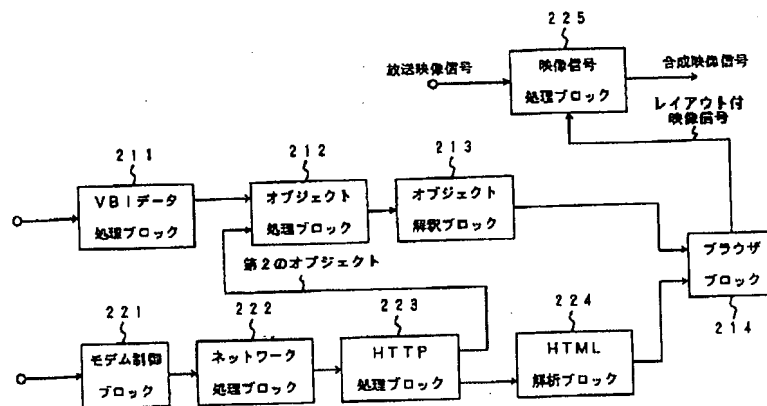 225
放送映像信号
映像信号
処理ブロック
合成映像信号
レイアウト付
映像信号
211
212
213
VBIデータ
処理ブロック
オブジェクト
処理ブロック
オブジェクト
解釈ブロック
第2のオブジェクト
ブラウザ
ブロック
214
221
222
223
224
モデム制御
ブロック
ネットワーク
処理ブロック
HTTP
処理ブロック
HTML
解析ブロック